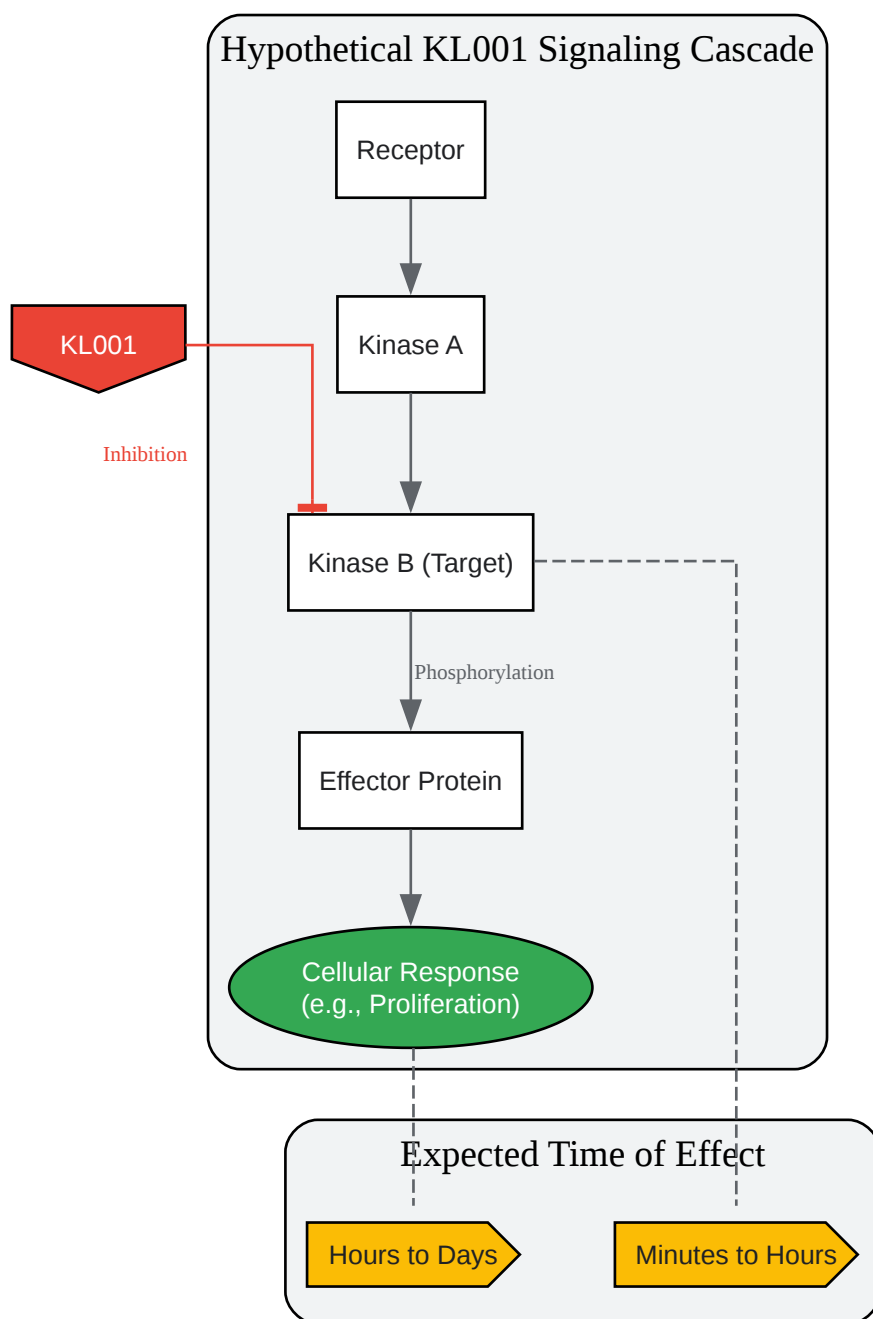 Hypothetical KL001 Signaling Cascade
Receptor
KL001
Kinase A
Inhibition
Kinase B (Target)
Phosphorylation
Effector Protein
Cellular Response
(e.g., Proliferation)
Expected Time of Effect
Hours to Days
Minutes to Hours